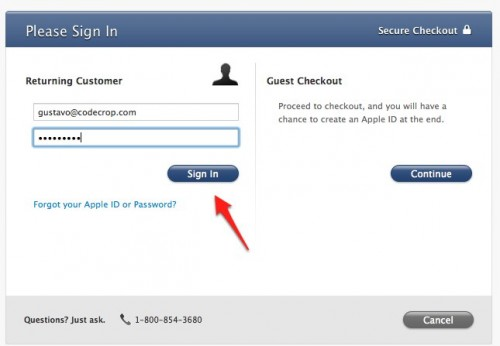 Please Sign In
Secure Checkout
Returning Customer
gustavo@codecrop.com
•••••••••
Sign In
Forgot your Apple ID or Password?
Guest Checkout
Proceed to checkout, and you will have
a chance to create an Apple ID at the end.
Continue
Questions? Just ask.
1-800-854-3680
Cancel